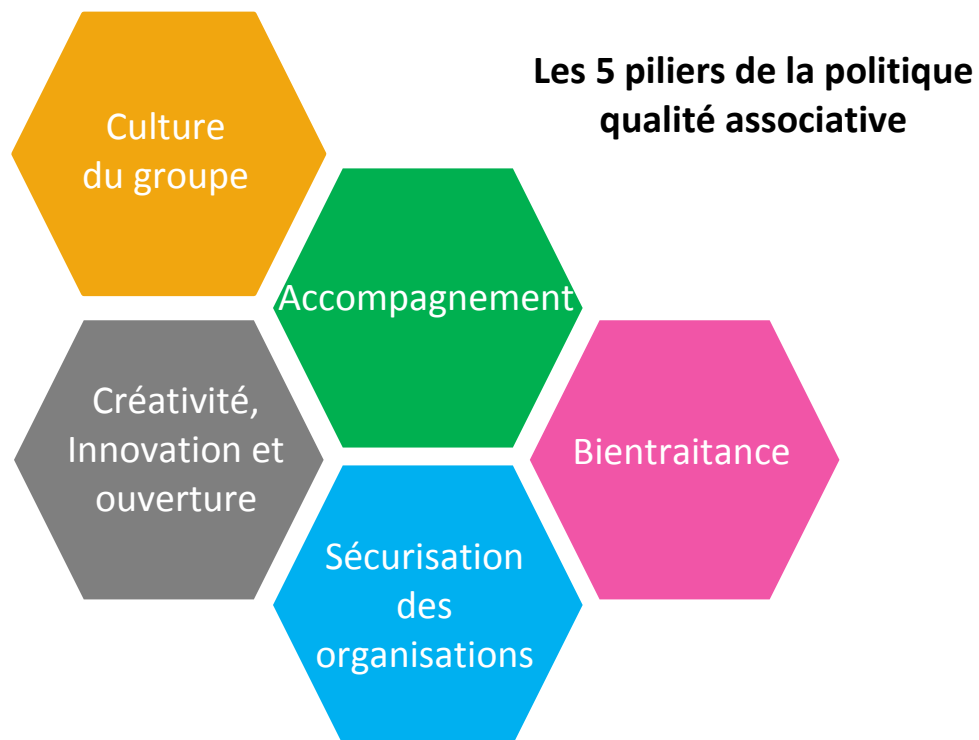 Les 5 piliers de la politique
qualité associative
Culture
du groupe
Accompagnement
Créativité,
Innovation et
ouverture
Bientraitance
Sécurisation
des
organisations